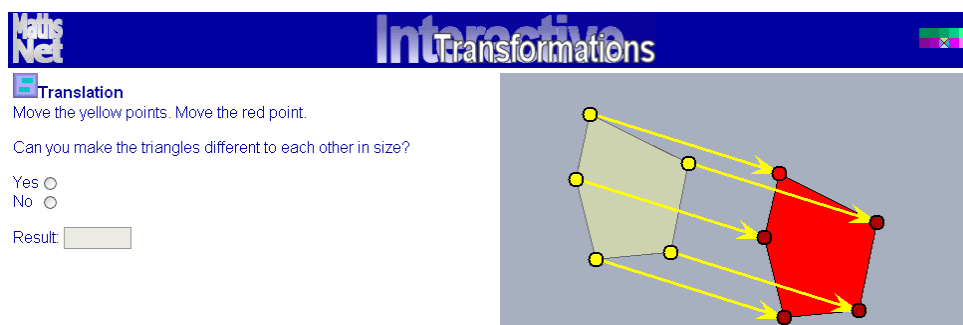 Maths
Net
Interactive
Transformations
Translation
Move the yellow points. Move the red point.
Can you make the triangles different to each other in size?
Yes
No
Result: